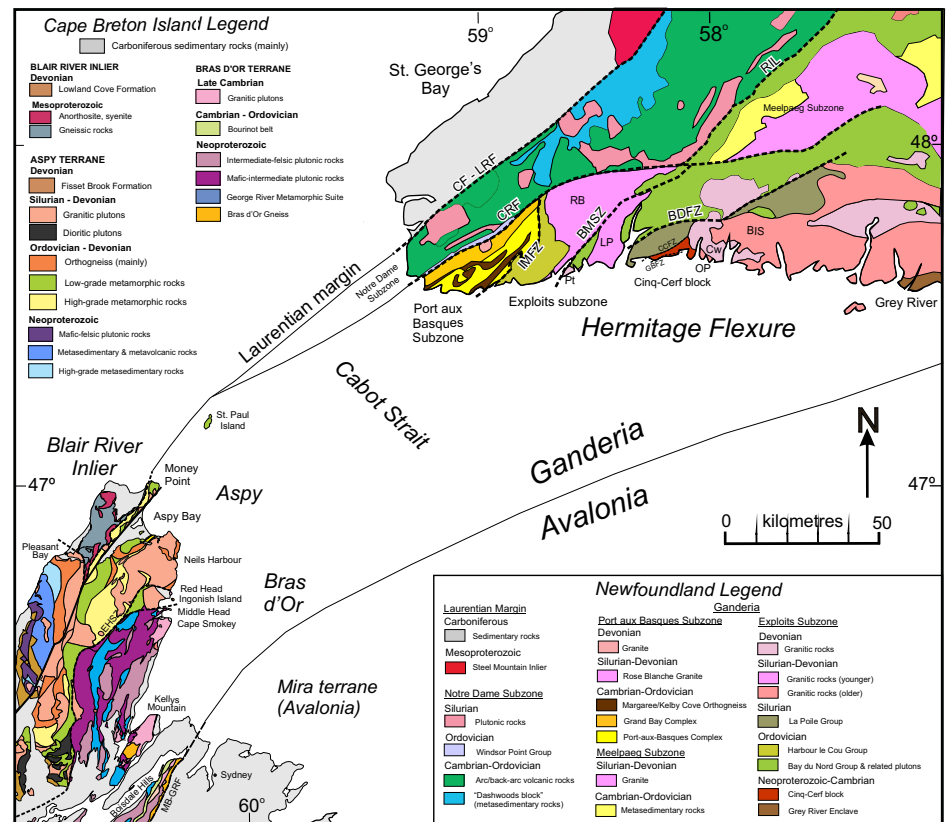 Cape Breton Island Legend
Carboniferous sedimentary rocks (mainly)
BLAIR RIVER INLIER
Devonian
Lowland Cove Formation
Mesoproterozoic
Anorthosite, syenite
Gneissic rocks
ASPY TERRANE
Devonian
Fisset Brook Formation
Silurian - Devonian
Granitic plutons
Dioritic plutons
Ordovician - Devonian
Orthogneiss (mainly)
Low-grade metamorphic rocks
High-grade metamorphic rocks
Neoproterozoic
Mafic-felsic plutonic rocks
Metasedimentary & metavolcanic rocks
High-grade metasedimentary rocks
BRAS D'OR TERRANE
Late Cambrian
Granitic plutons
Cambrian - Ordovician
Bourinot belt
Neoproterozoic
Intermediate-felsic plutonic rocks
Mafic-intermediate plutonic rocks
George River Metamorphic Suite
Bras d'Or Gneiss
59o
58o
St. George's
Bay
RIL
Meelpaeg Subzone
48o
CF - LRF
CRF
RB
BMSZ
LP
IMFZ
BDFZ
BIS
CCFZ
GBFZ
Cw
OP
Pt
Cinq-Cerf block
Grey River
Notre Dame
Subzone
Laurentian margin
Port aux
Basques
Subzone
Exploits subzone
Hermitage Flexure
Cabot Strait
St. Paul
Island
Ganderia
Avalonia
N
47o
47o
0 kilometres 50
Blair River
Inlier
Money
Point
Aspy
Aspy Bay
Pleasant
Bay
Neils Harbour
Red Head
Ingonish Island
Middle Head
Cape Smokey
EHSZ
Bras
d'Or
Mira terrane
(Avalonia)
Kellys
Mountain
Sydney
Boisdale Hills
MB-GRF
60o
Newfoundland Legend
Laurentian Margin
Carboniferous
Sedimentary rocks
Mesoproterozoic
Steel Mountain Inlier
Notre Dame Subzone
Silurian
Plutonic rocks
Ordovician
Windsor Point Group
Cambrian-Ordovician
Arc/back-arc volcanic rocks
"Dashwoods block"
(metasedimentary rocks)
Ganderia
Port aux Basques Subzone
Devonian
Granite
Silurian-Devonian
Rose Blanche Granite
Cambrian-Ordovician
Margaree/Kelby Cove Orthogneiss
Grand Bay Complex
Port-aux-Basques Complex
Meelpaeg Subzone
Silurian-Devonian
Granite
Cambrian-Ordovician
Metasedimentary rocks
Exploits Subzone
Devonian
Granitic rocks
Silurian-Devonian
Granitic rocks (younger)
Granitic rocks (older)
Silurian
La Poile Group
Ordovician
Harbour le Cou Group
Bay du Nord Group & related plutons
Neoproterozoic-Cambrian
Cinq-Cerf block
Grey River Enclave